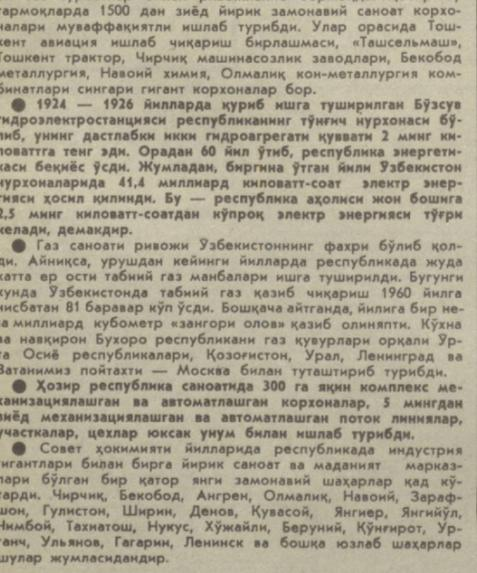 тармоқларда 1500 дан зиёд йирик замонавий саноат корхо-
налари муваффақиятли ишлаб турибди. Улар орасида Тош-
кент авиация ишлаб чиқариш бирлашмаси, «Ташсельмаш»,
Тошкент трактор, Чирчиқ машинасозлик заводлари, Бекобод
металлургия, Навоий химия, Олмалиқ кон-металлургия ком-
бинатлари сингари гигант корхоналар бор.
● 1924 — 1926 йилларда қуриб ишга туширилган Бўзсув
гидроэлектростанцияси республиканинг тўнғич нурхонаси бў-
либ, унинг дастлабки икки гидроагрегати қуввати 2 минг ки-
ловаттга тенг эди. Орадан 60 йил ўтиб, республика энергети-
каси беқиёс ўсди. Жумладан, биргина ўтган йили Ўзбекистон
нурхоналарида 41,4 миллиард киловатт-соат электр энер-
гияси ҳосил қилинди. Бу — республика аҳолиси жон бошига
2,5 минг киловатт-соатдан кўпроқ электр энергияси тўғри
келади, демакдир.
● Газ саноати ривожи Ўзбекистоннинг фахри бўлиб қол-
ди. Айниқса, урушдан кейинги йилларда республикада жуда
катта ер ости табиий газ манбалари ишга туширилди. Бугунги
кунда Ўзбекистонда табиий газ қазиб чиқариш 1960 йилга
нисбатан 81 баравар кўп ўсди. Бошқача айтганда, йилига бир не-
ча миллиард кубометр «зангори олов» қазиб олиняпти. Кўхна
ва навқирон Бухоро республикани газ қувурлари орқали Ўр-
та Осиё республикалари, Қозоғистон, Урал, Ленинград ва
Ватанимиз пойтахти — Москва билан туташтириб турибди.
● Ҳозир республика саноатида 300 га яқин комплекс ме-
ханизациялашган ва автоматлашган корхоналар, 5 мингдан
зиёд механизациялашган ва автоматлашган поток линиялар,
участкалар, цехлар юксак унум билан ишлаб турибди.
● Совет ҳокимияти йилларида республикада индустрия
гигантлари билан бирга йирик саноат ва маданият марказ-
лари бўлган бир қатор янги замонавий шаҳарлар қад кў-
тарди. Чирчиқ, Бекобод, Ангрен, Олмалиқ, Навоий, Зараф-
шон, Гулистон, Ширин, Денов, Қувасой, Янгиер, Янгийўл,
Нимбой, Тахиатош, Нукус, Хўжайли, Беруний, Қўнғирот, Ур-
ганч, Ульянов, Гагарин, Ленинск ва бошқа юзлаб шаҳарлар
шулар жумласидандир.